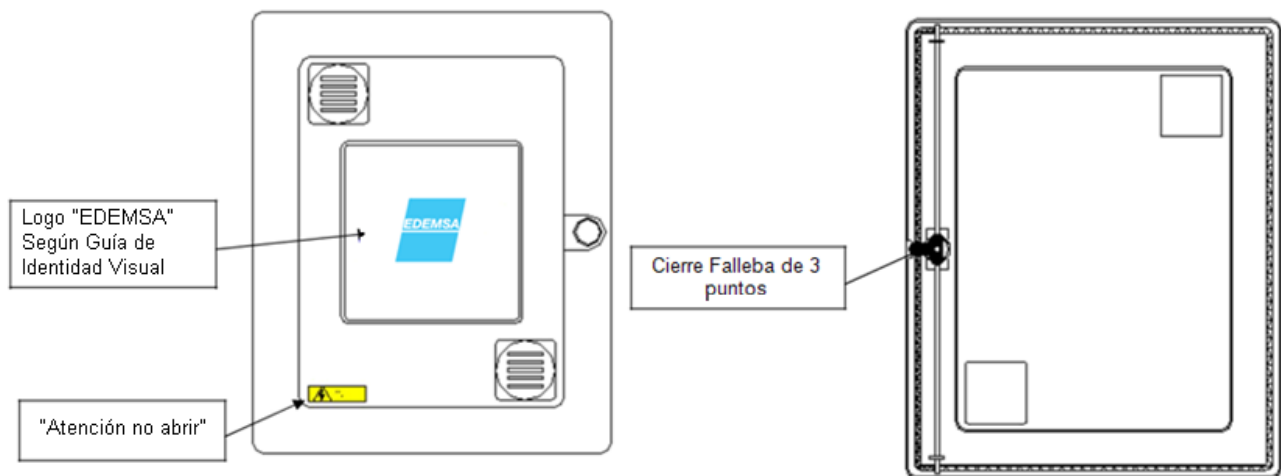 Logo "EDEMSA"
Según Guía de
Identidad Visual
EDEMSA
Cierre Falleba de 3
puntos
"Atención no abrir"